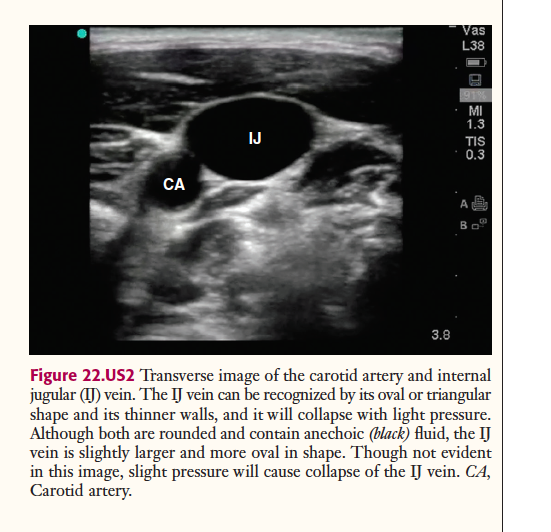 Vas
L38
91%
MI
1.3
TIS
0.3
IJ
CA
A
B
3.8
Figure 22.US2 Transverse image of the carotid artery and internal
jugular (IJ) vein. The IJ vein can be recognized by its oval or triangular
shape and its thinner walls, and it will collapse with light pressure.
Although both are rounded and contain anechoic (black) fluid, the IJ
vein is slightly larger and more oval in shape. Though not evident
in this image, slight pressure will cause collapse of the IJ vein. CA,
Carotid artery.